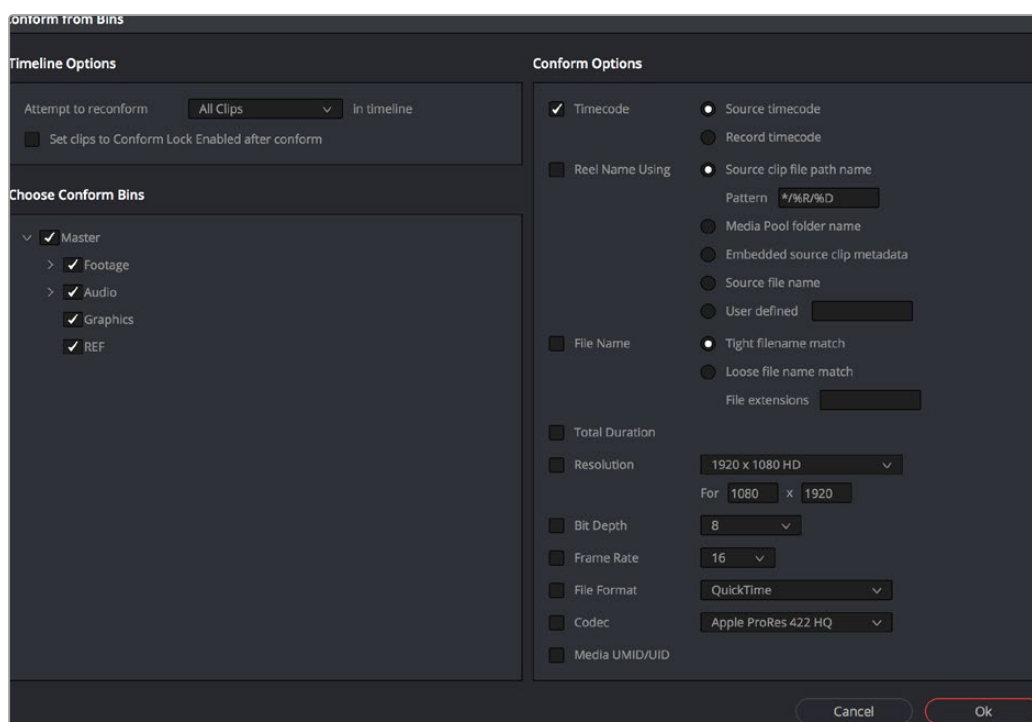 Conform from Bins
Timeline Options
Attempt to reconform All Clips in timeline
Set clips to Conform Lock Enabled after conform
Choose Conform Bins
Master
Footage
Audio
Graphics
REF
Conform Options
Timecode Source timecode
Record timecode
Reel Name Using Source clip file path name
Pattern */%R/%D
Media Pool folder name
Embedded source clip metadata
Source file name
User defined
File Name Tight filename match
Loose file name match
File extensions
Total Duration
Resolution 1920 x 1080 HD
For 1080 x 1920
Bit Depth 8
Frame Rate 16
File Format QuickTime
Codec Apple ProRes 422 HQ
Media UMID/UID
Cancel Ok